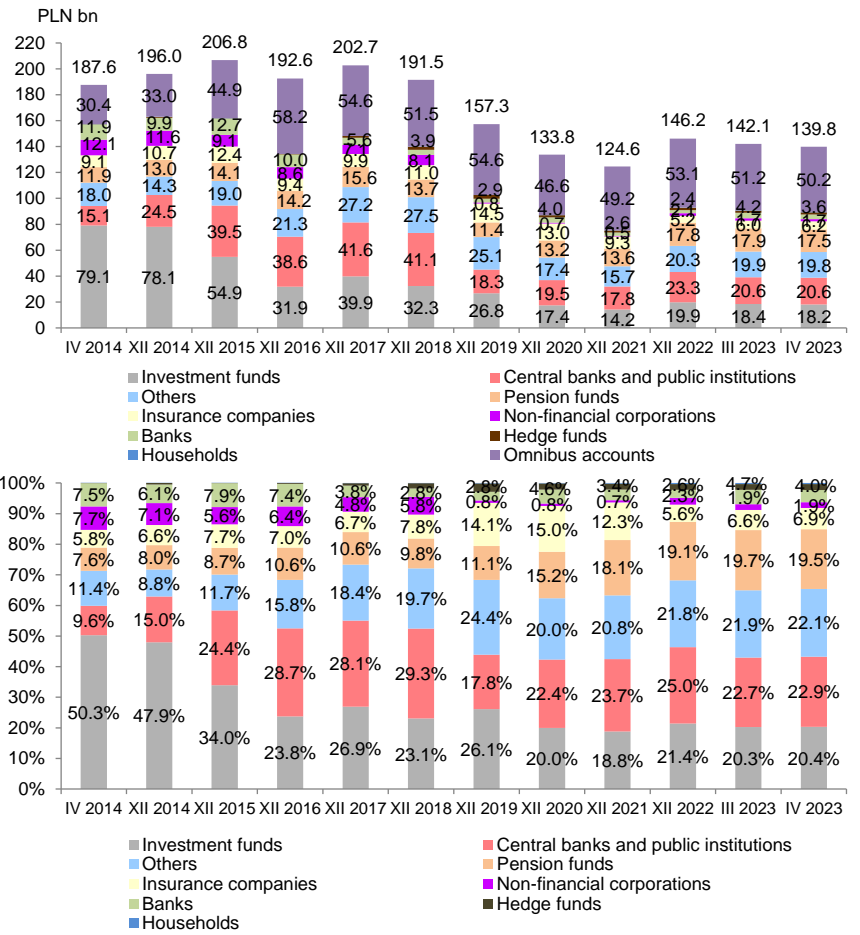 PLN bn
220
200
180
160
140
120
100
80
60
40
20
0
187.6 196.0 206.8 192.6 202.7 191.5 157.3 133.8 124.6 146.2 142.1 139.8
30.4 33.0 44.9 58.2 54.6 51.5 54.6 46.6 49.2 53.1 51.2 50.2
11.9 9.9 12.7 10.0 5.6 3.9 2.9 4.0 2.6 2.4 4.2 3.6
12.1 11.6 9.1 8.6 7.1 8.1 0.8 0.7 0.5 2.1 1.7 1.7
9.1 10.7 12.4 9.4 9.9 11.0 14.5 13.0 9.3 5.2 6.0 6.2
11.9 13.0 14.1 14.2 15.6 13.7 11.4 13.2 13.6 17.8 17.9 17.5
18.0 14.3 19.0 21.3 27.2 27.5 25.1 17.4 15.7 20.3 19.9 19.8
15.1 24.5 39.5 38.6 41.6 41.1 18.3 19.5 17.8 23.3 20.6 20.6
79.1 78.1 54.9 31.9 39.9 32.3 26.8 17.4 14.2 19.9 18.4 18.2
IV 2014 XII 2014 XII 2015 XII 2016 XII 2017 XII 2018 XII 2019 XII 2020 XII 2021 XII 2022 III 2023 IV 2023
Investment funds Central banks and public institutions
Others Pension funds
Insurance companies Non-financial corporations
Banks Hedge funds
Households Omnibus accounts
100%
90%
80%
70%
60%
50%
40%
30%
20%
10%
0%
7.5% 6.1% 7.9% 7.4% 3.8% 2.8% 2.8% 4.6% 3.4% 2.6% 4.7% 4.0%
7.7% 7.1% 5.6% 6.4% 4.8% 5.8% 0.8% 0.8% 0.7% 2.3% 1.9% 1.9%
5.8% 6.6% 7.7% 7.0% 6.7% 7.8% 14.1% 15.0% 12.3% 5.6% 6.6% 6.9%
7.6% 8.0% 8.7% 10.6% 10.6% 9.8% 11.1% 15.2% 18.1% 19.1% 19.7% 19.5%
11.4% 8.8% 11.7% 15.8% 18.4% 19.7% 24.4% 20.0% 20.8% 21.8% 21.9% 22.1%
9.6% 15.0% 24.4% 28.7% 28.1% 29.3% 17.8% 22.4% 23.7% 25.0% 22.7% 22.9%
50.3% 47.9% 34.0% 23.8% 26.9% 23.1% 26.1% 20.0% 18.8% 21.4% 20.3% 20.4%
IV 2014 XII 2014 XII 2015 XII 2016 XII 2017 XII 2018 XII 2019 XII 2020 XII 2021 XII 2022 III 2023 IV 2023
Investment funds Central banks and public institutions
Others Pension funds
Insurance companies Non-financial corporations
Banks Hedge funds
Households